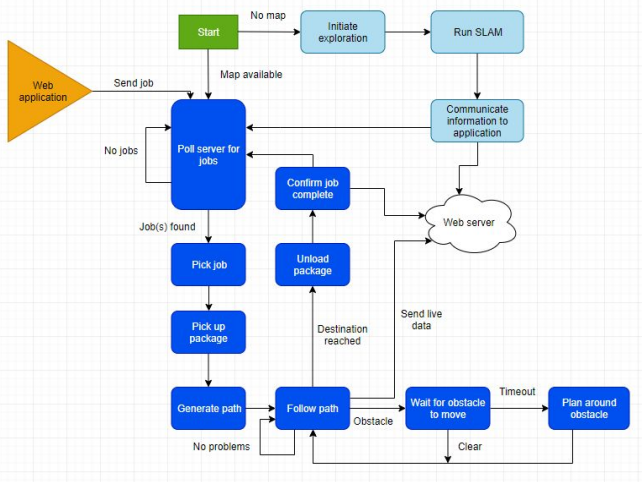 No map
Start
Initiate
exploration
Run SLAM
Map available
Web
application
Send job
Communicate
information to
application
No jobs
Poll server for
jobs
Confirm job
complete
Web server
Job(s) found
Pick job
Unload
package
Send live
data
Pick up
package
Destination
reached
Generate path
Follow path
Obstacle
Wait for obstacle
to move
Timeout
Plan around
obstacle
No problems
Clear